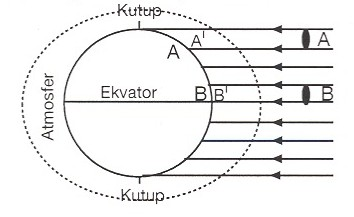 Kutup
A A' A
Atmosfer
Ekvator B B' B
Kutup